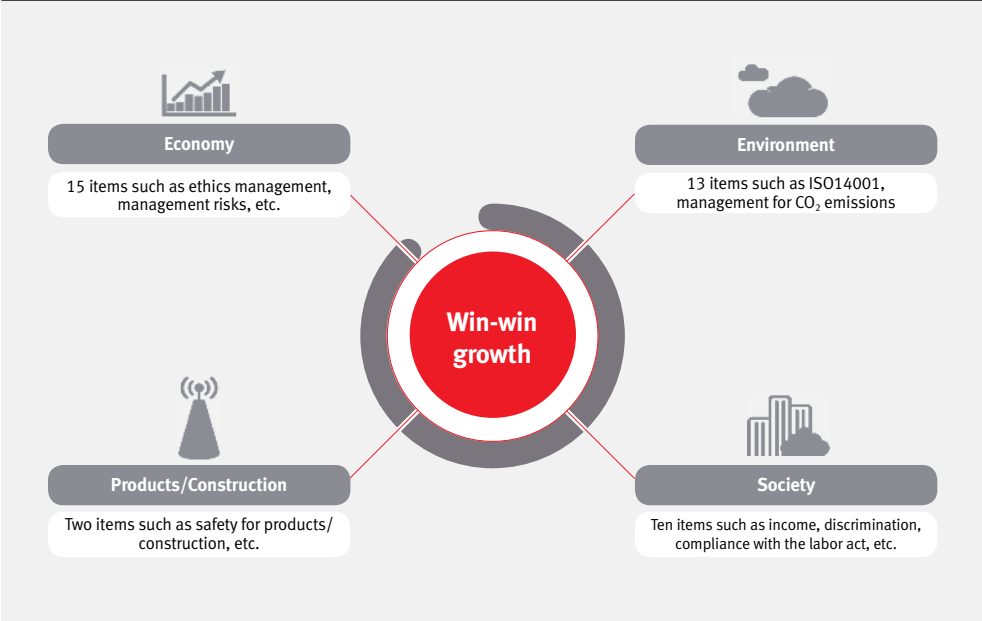 Economy
15 items such as ethics management,
management risks, etc.
Environment
13 items such as ISO14001,
management for CO₂ emissions
Win-win
growth
Products/Construction
Two items such as safety for products/
construction, etc.
Society
Ten items such as income, discrimination,
compliance with the labor act, etc.